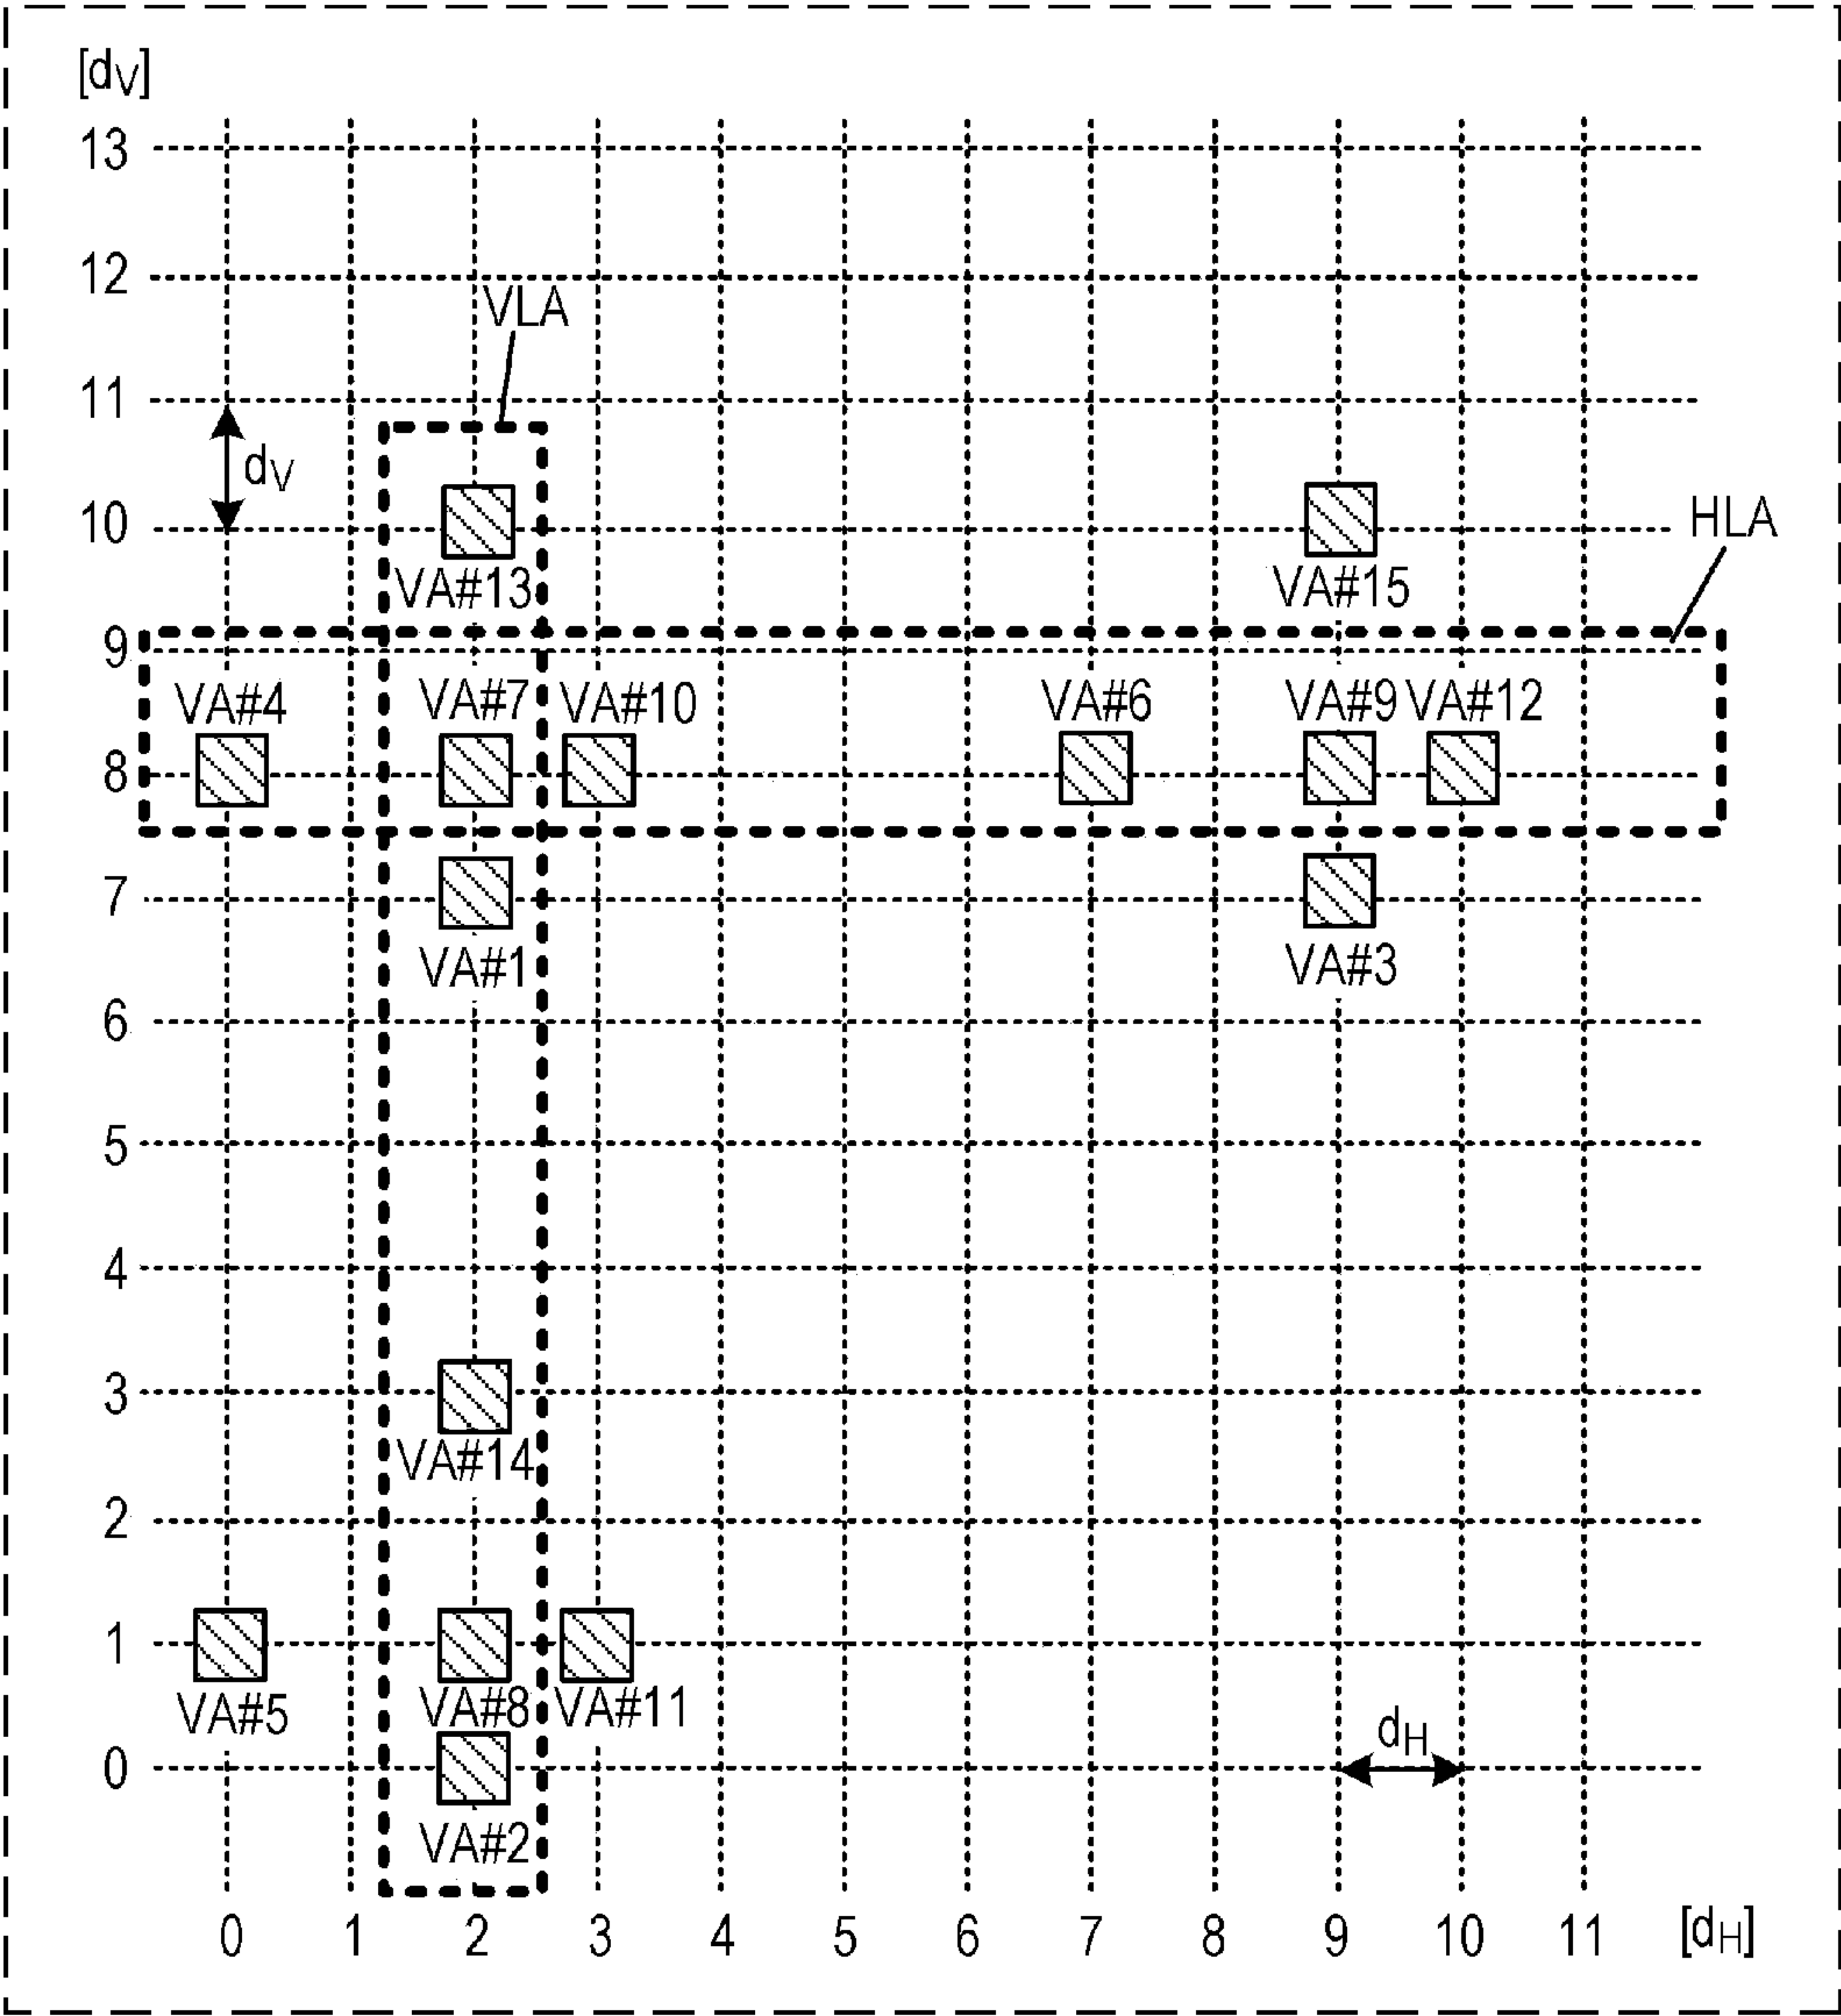 [dV]
13
12
VLA
11
dV
10
HLA
VA#13
VA#15
9
VA#4
VA#7
VA#10
VA#6
VA#9
VA#12
8
7
VA#1
VA#3
6
5
4
3
VA#14
2
1
VA#5
VA#8
VA#11
dH
0
VA#2
0 1 2 3 4 5 6 7 8 9 10 11 [dH]